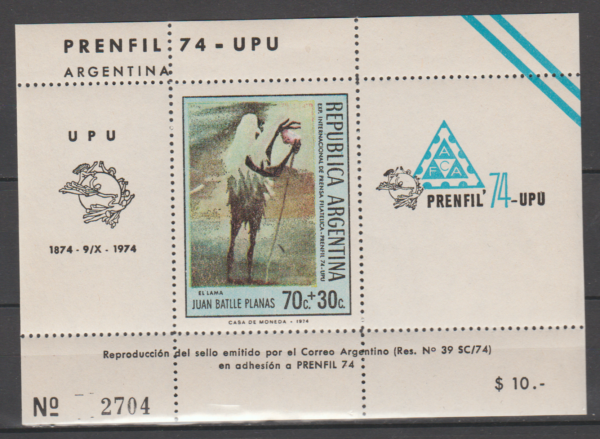 PRENFIL 74 - UPU
ARGENTINA
UPU
1874 - 9/X - 1974
REPUBLICA ARGENTINA
EXP. INTERNACIONAL DE PRENSA FILATELICA - PRENFIL 74 - UPU
EL LAMA
JUAN BATLLE PLANAS 70c.+30c.
CASA DE MONEDA - 1974
A
F C A
PRENFIL' 74-UPU
Reproducción del sello emitido por el Correo Argentino (Res. Nº 39 SC/74)
en adhesión a PRENFIL 74
Nº 2704
$ 10.-